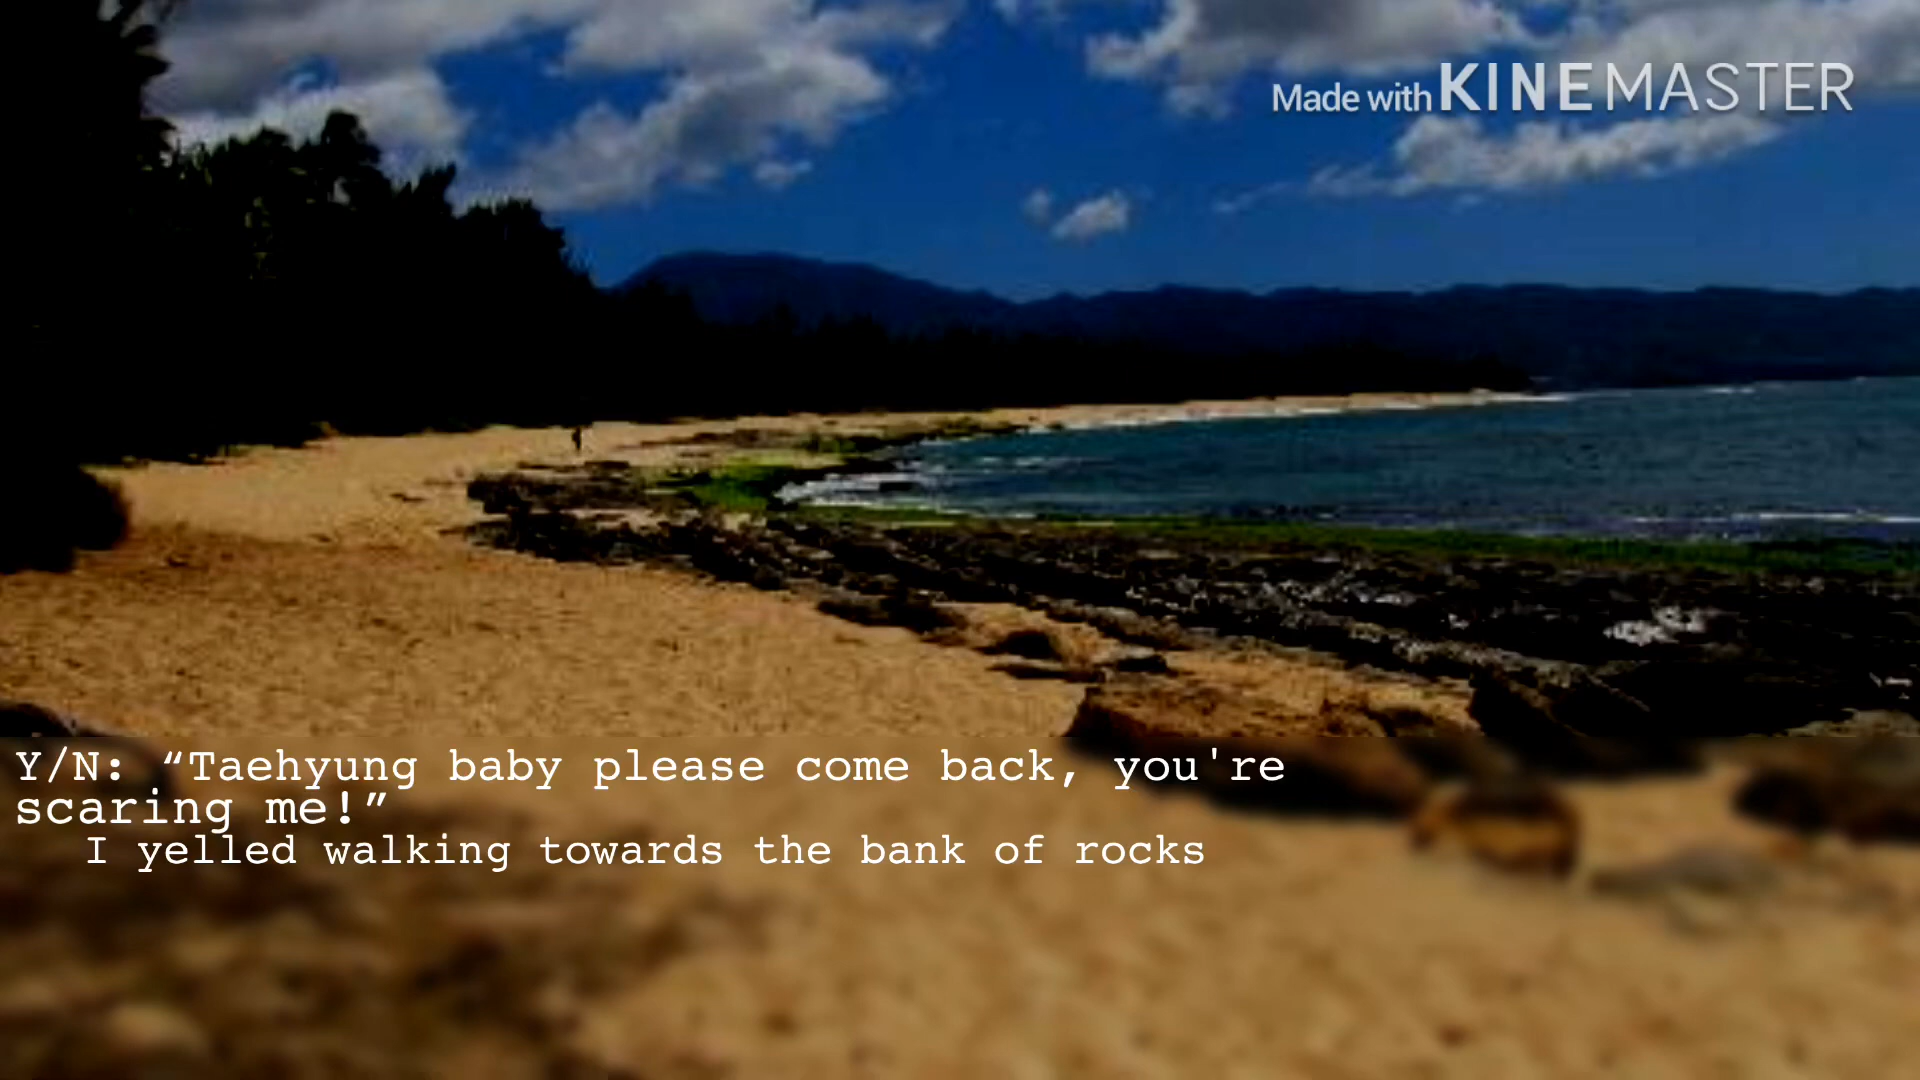 Made with KINEMASTER
Y/N: “Taehyung baby please come back, you're
scaring me!”
I yelled walking towards the bank of rocks